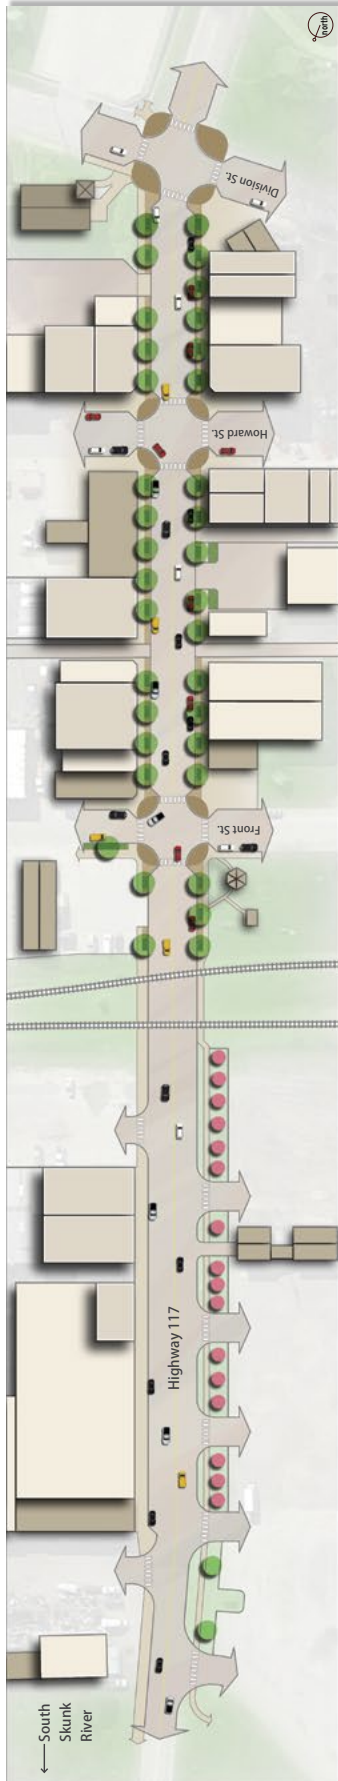 north
Division St.
Howard St.
Front St.
Highway 117
South
Skunk
River